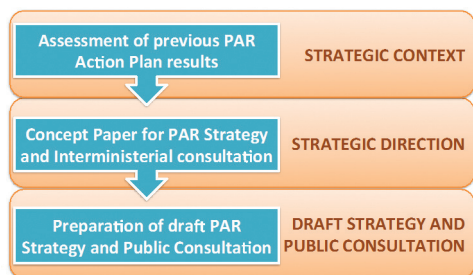 Assessment of previous PAR
Action Plan results
STRATEGIC CONTEXT
Concept Paper for PAR Strategy
and Interministerial consultation
STRATEGIC DIRECTION
Preparation of draft PAR
Strategy and Public Consultation
DRAFT STRATEGY AND
PUBLIC CONSULTATION